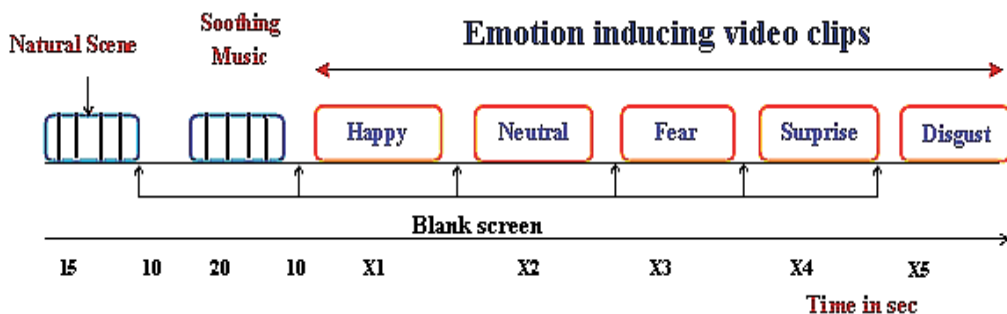 Natural Scene
Soothing
Music
Emotion inducing video clips
Happy
Neutral
Fear
Surprise
Disgust
Blank screen
15 10 20 10 X1 X2 X3 X4 X5
Time in sec